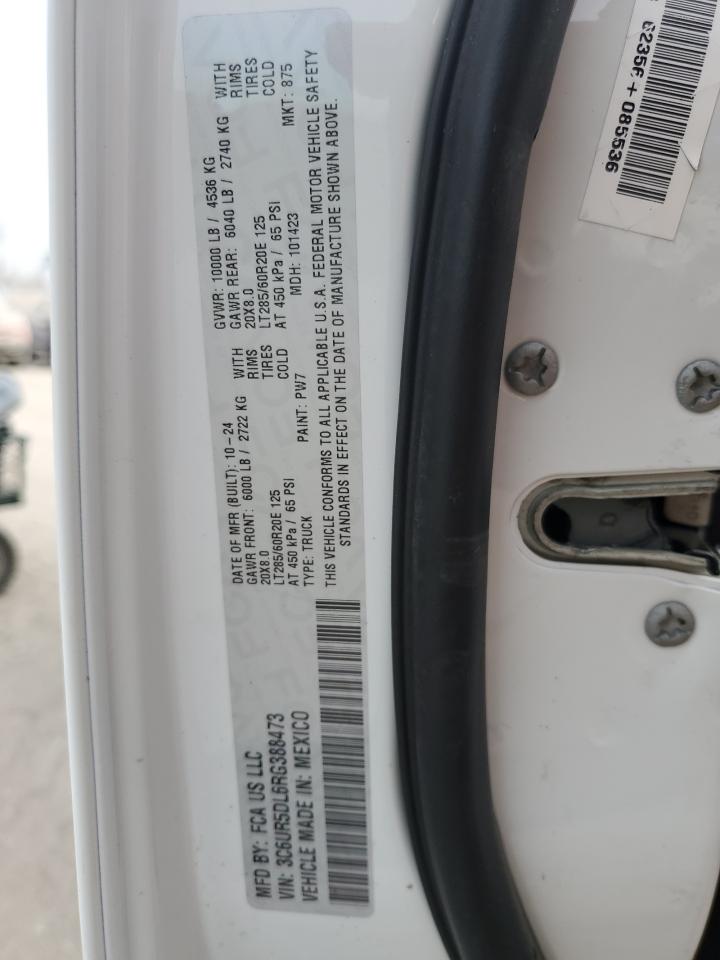 MFD BY: FCA US LLC
VIN: 3C6UR5DL6RG388473
VEHICLE MADE IN: MEXICO
DATE OF MFR (BUILT): 10-24
GAWR FRONT: 6000 LB / 2722 KG WITH
20X8.0 RIMS
LT285/60R20E 125 TIRES
AT 450 kPa / 65 PSI COLD
TYPE: TRUCK PAINT: PW7
GVWR: 10000 LB / 4536 KG
GAWR REAR: 6040 LB / 2740 KG WITH
20X8.0 RIMS
LT285/60R20E 125 TIRES
AT 450 kPa / 65 PSI COLD
MDH: 101423 MKT: 875
THIS VEHICLE CONFORMS TO ALL APPLICABLE U.S.A. FEDERAL MOTOR VEHICLE SAFETY
STANDARDS IN EFFECT ON THE DATE OF MANUFACTURE SHOWN ABOVE.
62356+085536